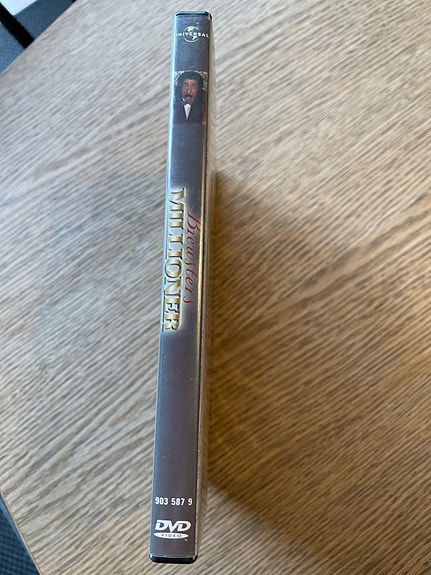 UNIVERSAL
Brewster's
MILLIONER
903 587 9
DVD
VIDEO